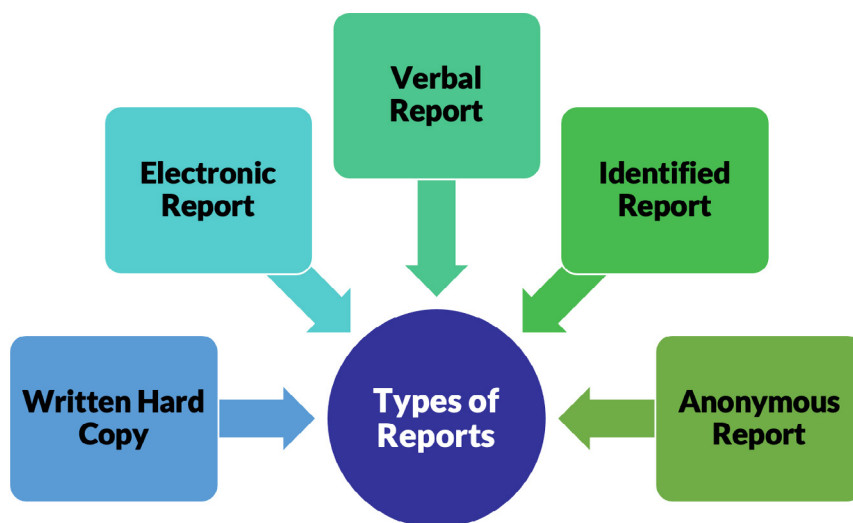 Verbal
Report
Electronic
Report
Identified
Report
Written Hard
Copy
Types of
Reports
Anonymous
Report